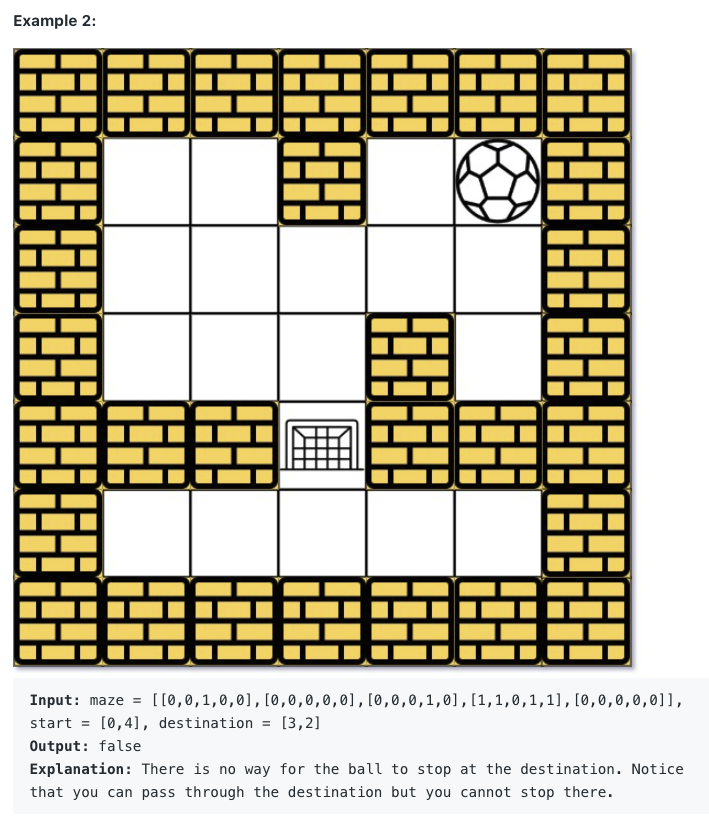 Example 2:
Input: maze = [[0,0,1,0,0],[0,0,0,0,0],[0,0,0,1,0],[1,1,0,1,1],[0,0,0,0,0]],
start = [0,4], destination = [3,2]
Output: false
Explanation: There is no way for the ball to stop at the destination. Notice
that you can pass through the destination but you cannot stop there.